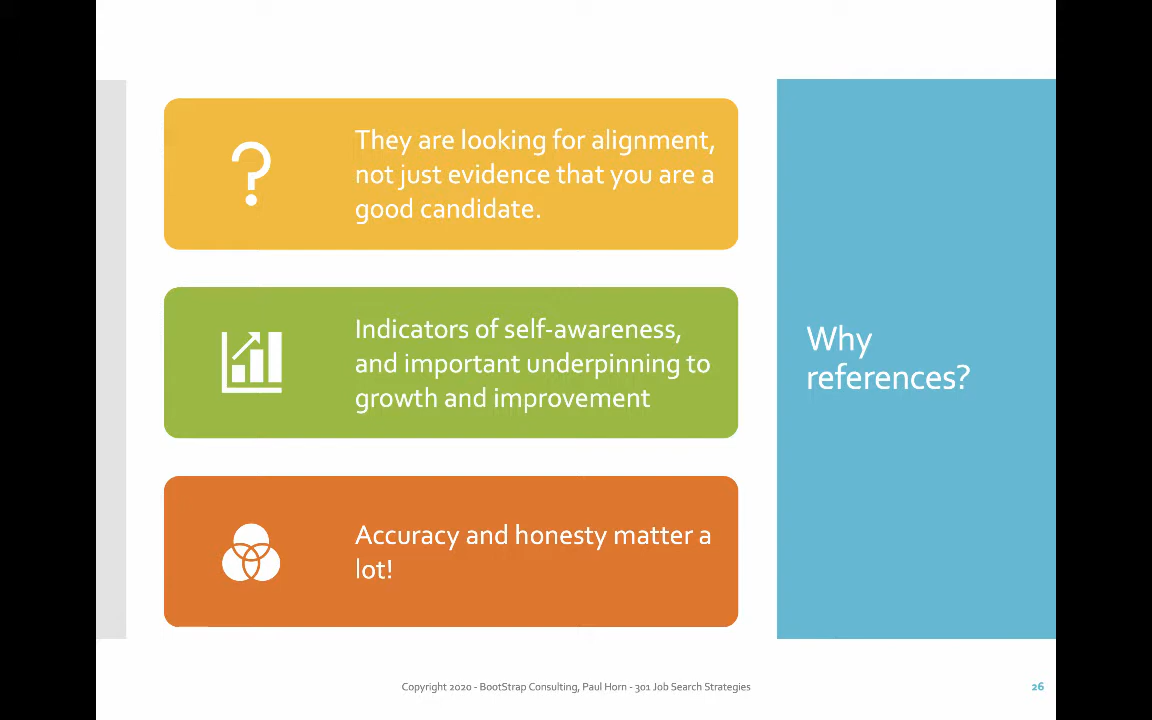 They are looking for alignment,
not just evidence that you are a
good candidate.
Indicators of self-awareness,
and important underpinning to
growth and improvement
Accuracy and honesty matter a
lot!
Why
references?
Copyright 2020 - BootStrap Consulting, Paul Horn - 301 Job Search Strategies
26